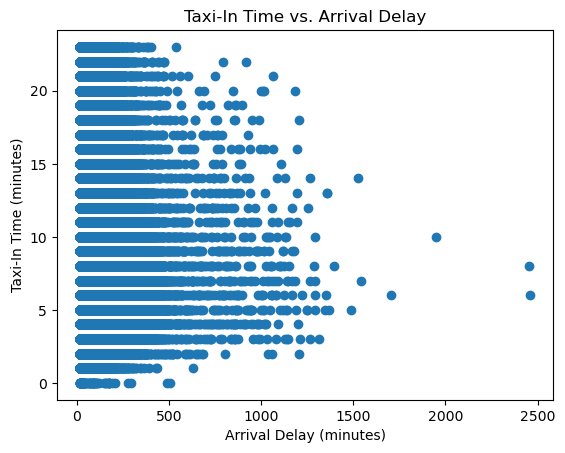 Taxi-In Time vs. Arrival Delay
Taxi-In Time (minutes)
20
15
10
5
0
0 500 1000 1500 2000 2500
Arrival Delay (minutes)